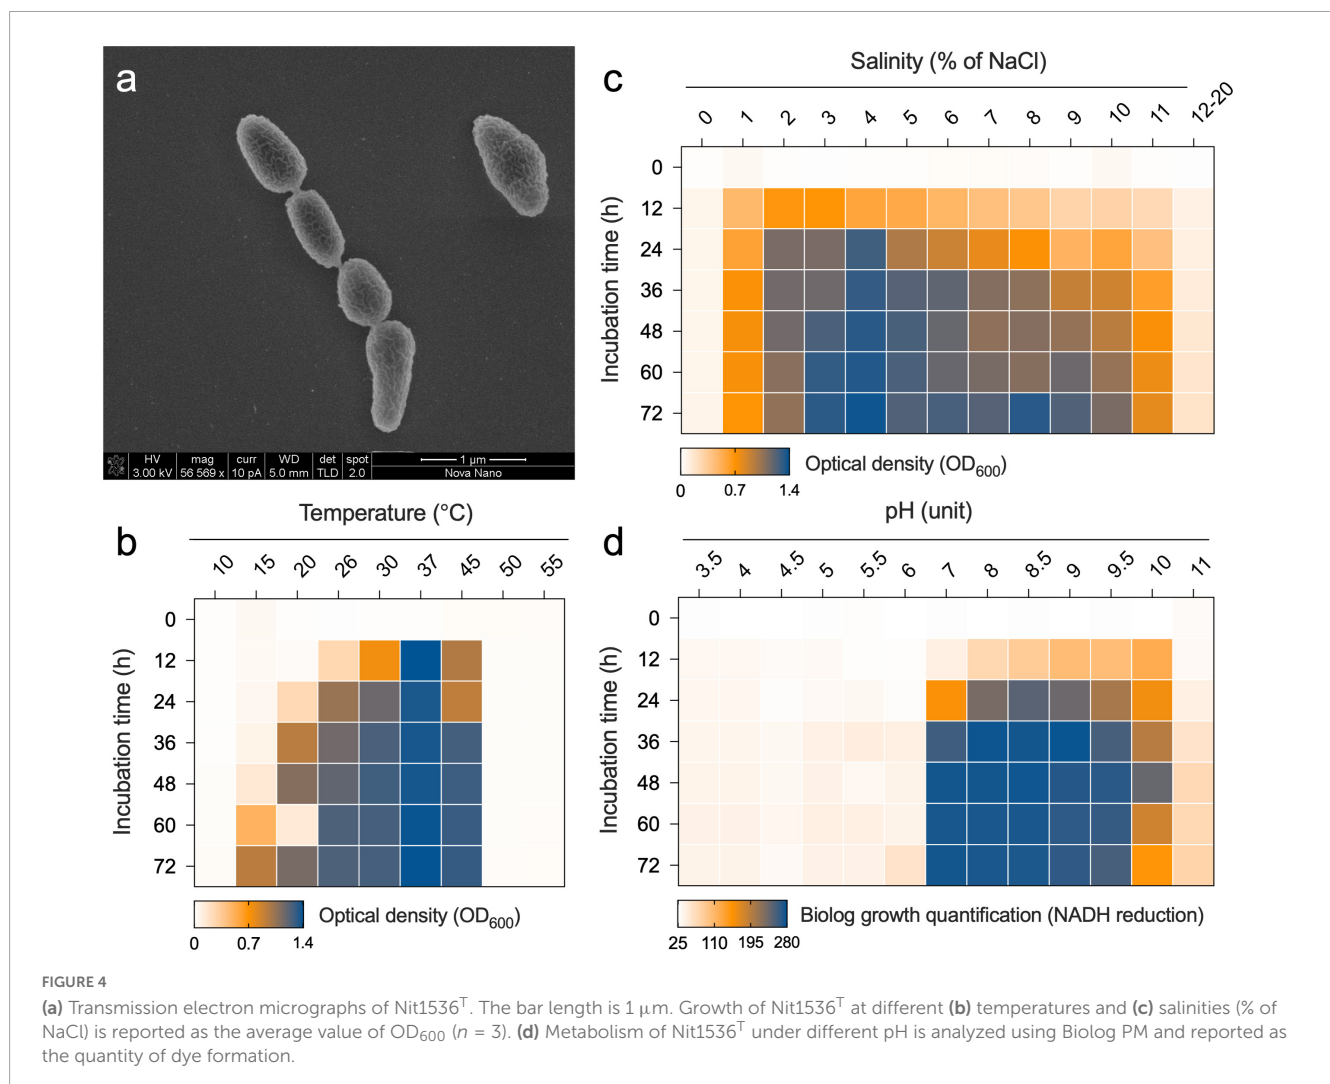 a
HV mag curr WD det spot
3.00 kV 56 569 x 10 pA 5.0 mm TLD 2.0
1 µm
Nova Nano
c
Salinity (% of NaCl)
0 1 2 3 4 5 6 7 8 9 10 11 12-20
Incubation time (h)
0
12
24
36
48
60
72
Optical density (OD600)
0 0.7 1.4
b
Temperature (°C)
10 15 20 26 30 37 45 50 55
Incubation time (h)
0
12
24
36
48
60
72
Optical density (OD600)
0 0.7 1.4
d
pH (unit)
3.5 4 4.5 5 5.5 6 7 8 8.5 9 9.5 10 11
Incubation time (h)
0
12
24
36
48
60
72
Biolog growth quantification (NADH reduction)
25 110 195 280
FIGURE 4
(a) Transmission electron micrographs of Nit1536T. The bar length is 1 µm. Growth of Nit1536T at different (b) temperatures and (c) salinities (% of
NaCl) is reported as the average value of OD600 (n = 3). (d) Metabolism of Nit1536T under different pH is analyzed using Biolog PM and reported as
the quantity of dye formation.